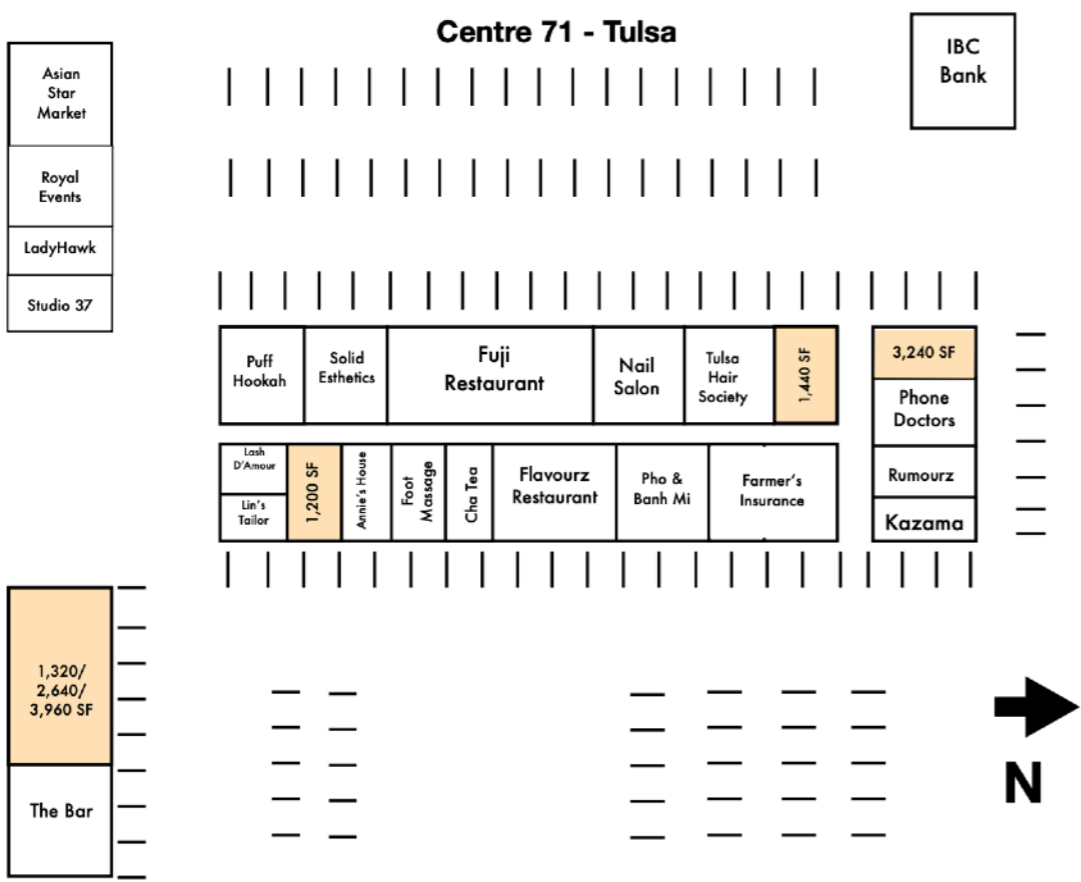 Centre 71 - Tulsa
IBC
Bank
Asian
Star
Market
Royal
Events
LadyHawk
Studio 37
Puff
Hookah
Solid
Esthetics
Fuji
Restaurant
Nail
Salon
Tulsa
Hair
Society
1,440 SF
3,240 SF
Phone
Doctors
Rumourz
Kazama
Lash
D'Amour
Lin's
Tailor
1,200 SF
Annie's House
Foot
Massage
Cha Tea
Flavourz
Restaurant
Pho &
Banh Mi
Farmer's
Insurance
1,320/
2,640/
3,960 SF
The Bar
N